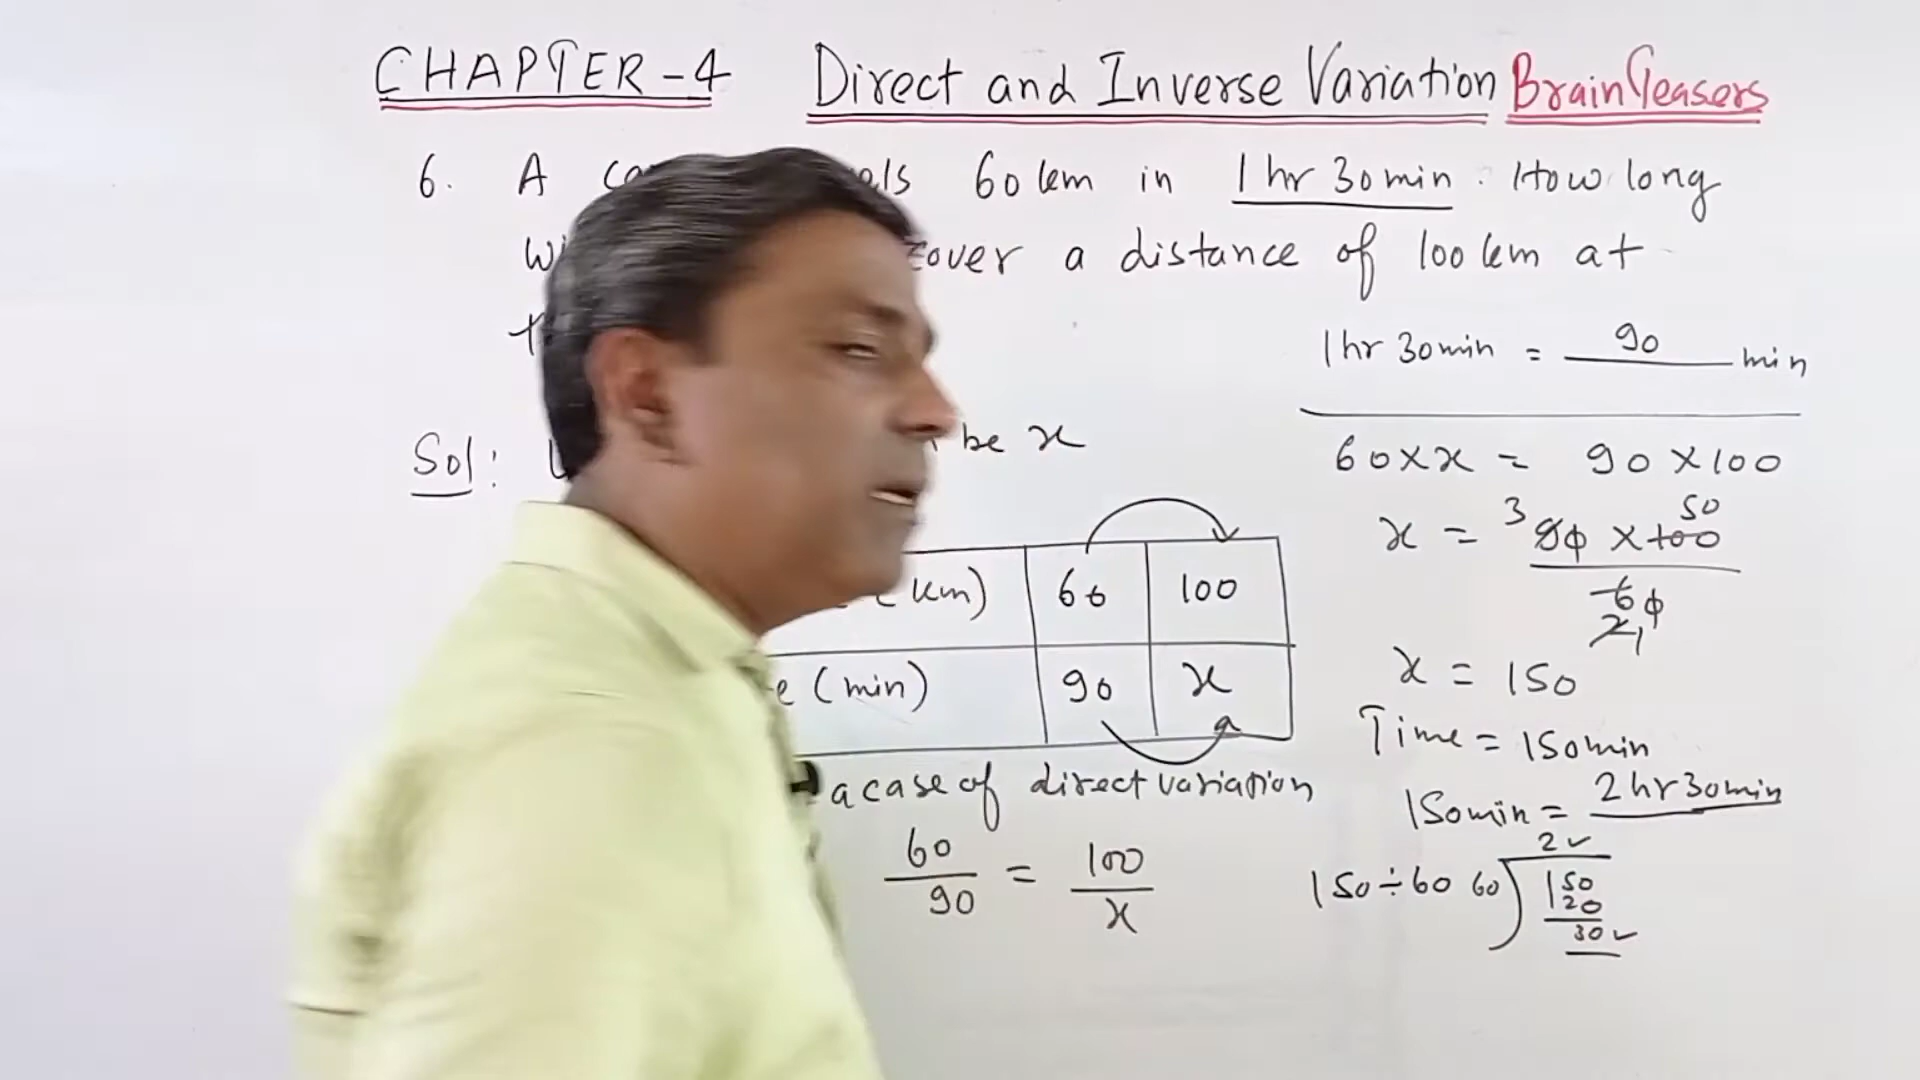 CHAPTER-4 Direct and Inverse Variation Brain Teasers
6. A 60 km in 1 hr 30 min. How long
cover a distance of 100 km at
1 hr 30 min = 90 min
Sol: be x
60 × x = 90 × 100
x = 3 90 × 100 50
60
2 1
(km) 60 100
(min) 90 x
x = 150
Time = 150 min
a case of direct variation
150 min = 2 hr 30 min
60/90 = 100/x
2 ✓
150 ÷ 60 60) 150
120
30 ✓